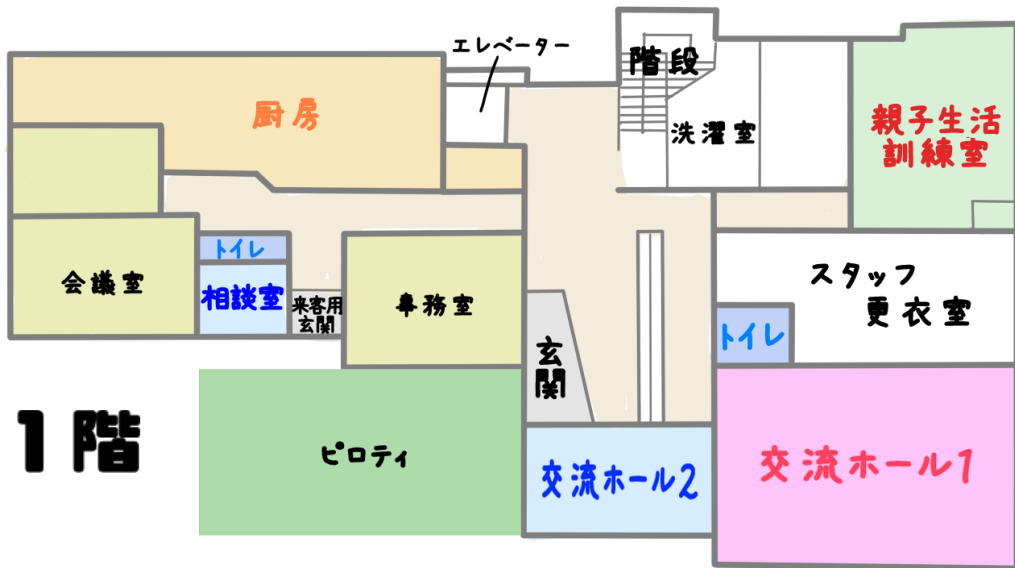 エレベーター
階段
厨房
洗濯室
親子生活
訓練室
トイレ
会議室
相談室
来客用
玄関
事務室
スタッフ
更衣室
トイレ
玄関
1階
ピロティ
交流ホール2
交流ホール1